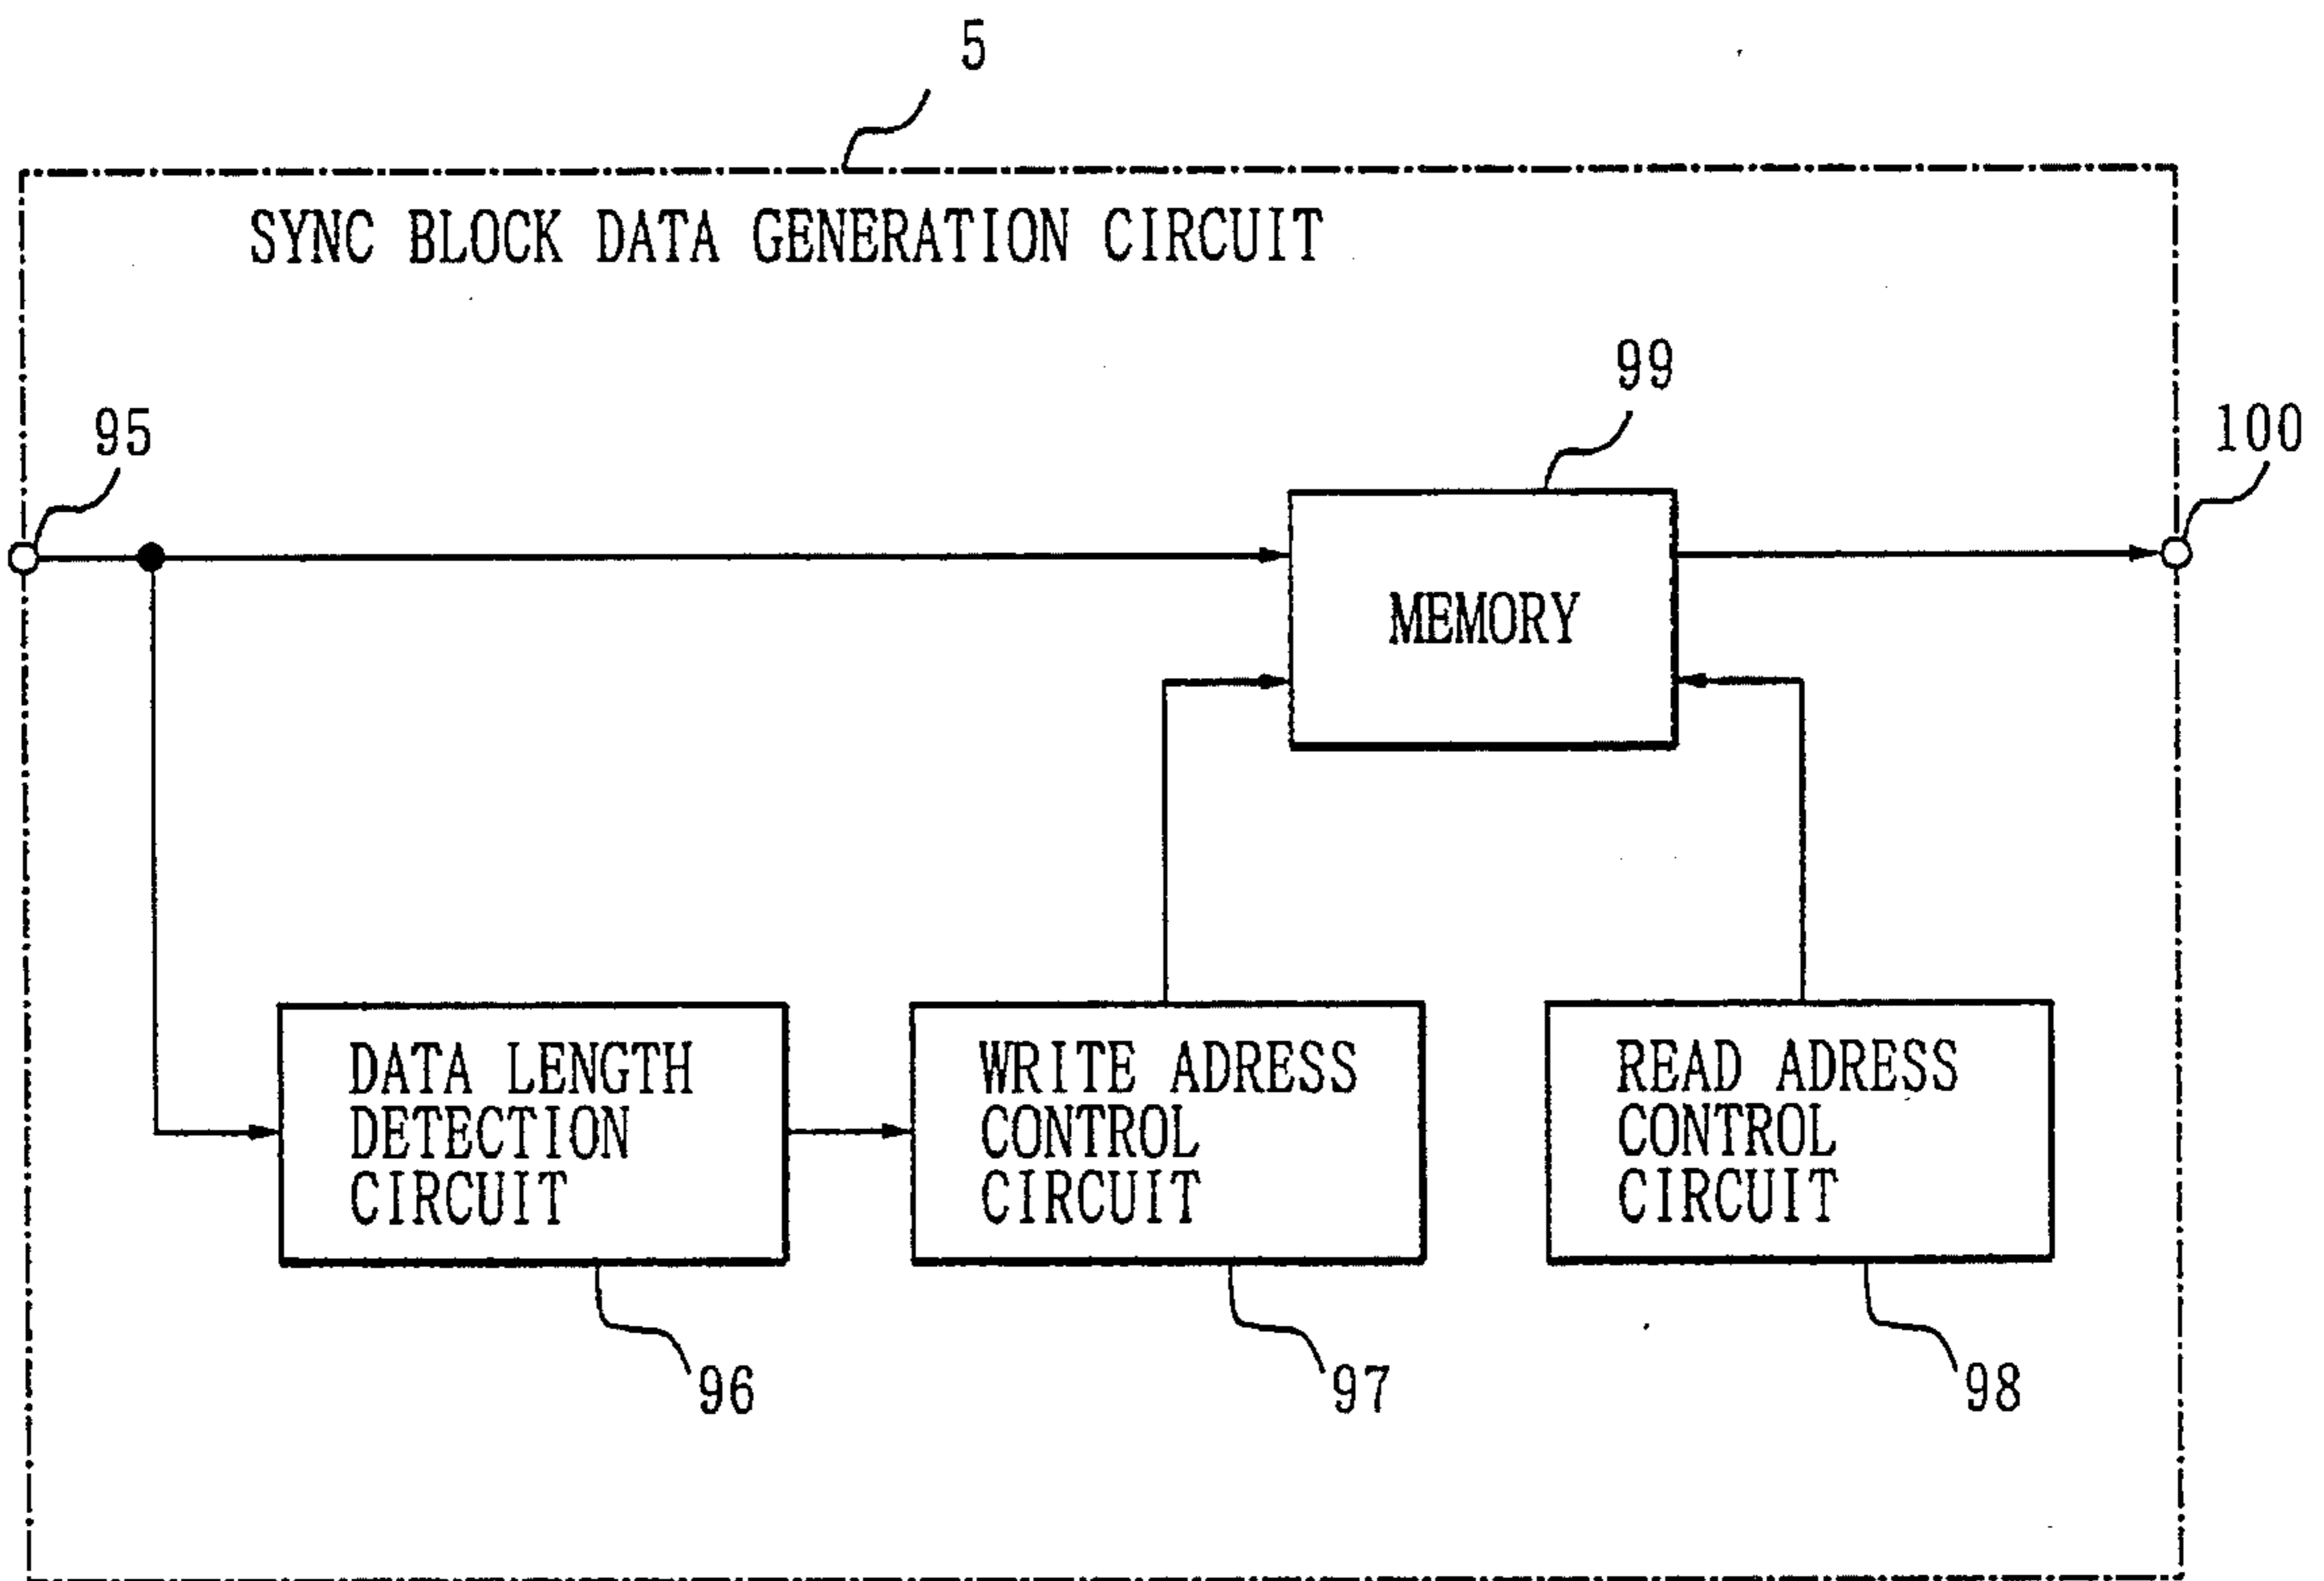 5
SYNC BLOCK DATA GENERATION CIRCUIT
99
95
100
MEMORY
DATA LENGTH
DETECTION
CIRCUIT
WRITE ADRESS
CONTROL
CIRCUIT
READ ADRESS
CONTROL
CIRCUIT
96
97
98